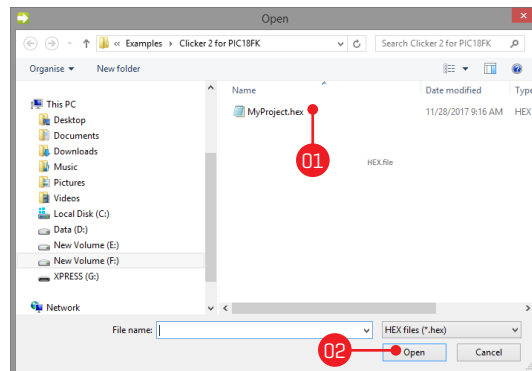 Open
« Examples ▸ Clicker 2 for PIC18FK
Search Clicker 2 for PIC18FK
Organise
New folder
Name
Date modified
Type
This PC
Desktop
Documents
Downloads
Music
Pictures
Videos
Local Disk (C:)
Data (D:)
New Volume (E:)
New Volume (F:)
XPRESS (G:)
Network
MyProject.hex
11/28/2017 9:16 AM
HEX
01
HEX.file
File name:
HEX files (*.hex)
02
Open
Cancel